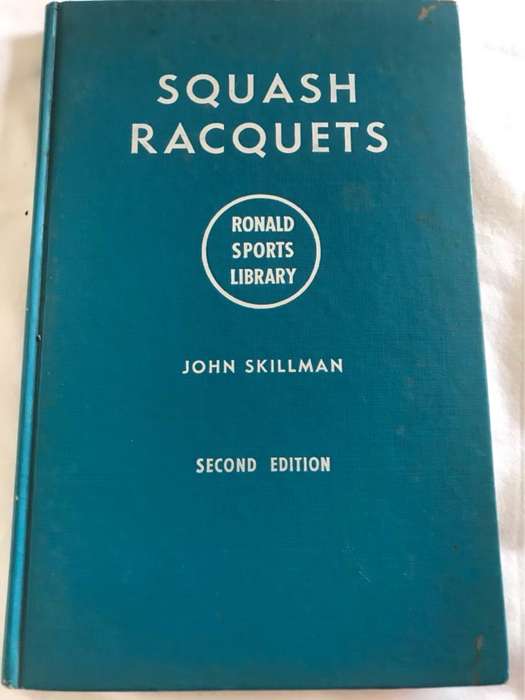 SQUASH
RACQUETS
RONALD
SPORTS
LIBRARY
JOHN SKILLMAN
SECOND EDITION